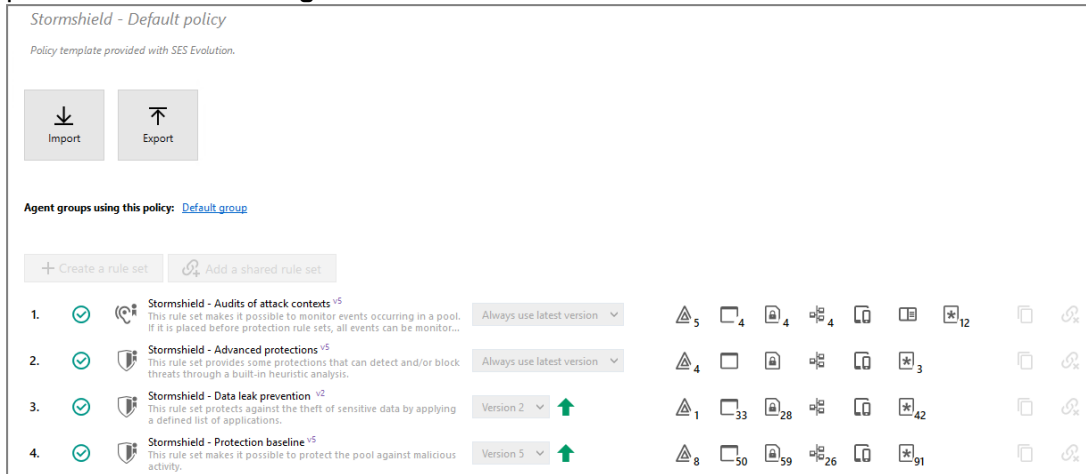 Stormshield - Default policy
Policy template provided with SES Evolution.
Import
Export
Agent groups using this policy: Default group
+ Create a rule set
Add a shared rule set
1.
Stormshield - Audits of attack contexts v5
This rule set makes it possible to monitor events occurring in a pool.
If it is placed before protection rule sets, all events can be monitor...
Always use latest version
5
4
4
4
12
2.
Stormshield - Advanced protections v5
This rule set provides some protections that can detect and/or block
threats through a built-in heuristic analysis.
Always use latest version
4
3
3.
Stormshield - Data leak prevention v2
This rule set protects against the theft of sensitive data by applying
a defined list of applications.
Version 2
1
33
28
42
4.
Stormshield - Protection baseline v5
This rule set makes it possible to protect the pool against malicious
activity.
Version 5
8
50
59
26
91